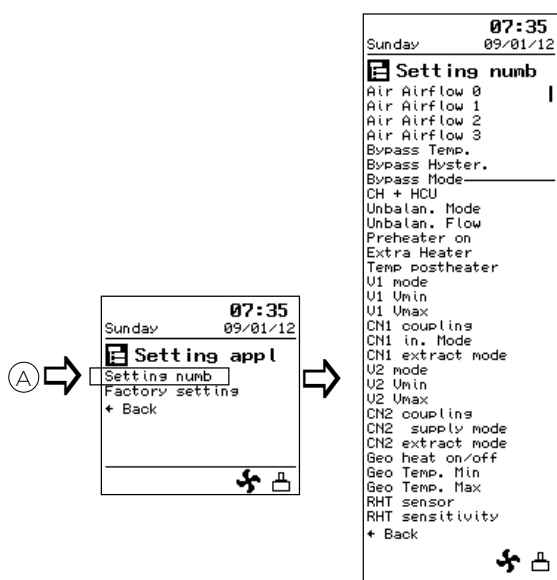 A
07:35
Sunday 09/01/12
Setting appl
Setting numb
Factory setting
← Back
07:35
Sunday 09/01/12
Setting numb
Air Airflow 0
Air Airflow 1
Air Airflow 2
Air Airflow 3
Bypass Temp.
Bypass Hyster.
Bypass Mode
CH + HCU
Unbalan. Mode
Unbalan. Flow
Preheater on
Extra Heater
Temp postheater
V1 mode
V1 Vmin
V1 Vmax
CN1 coupling
CN1 in. Mode
CN1 extract mode
V2 mode
V2 Vmin
V2 Vmax
CN2 coupling
CN2 supply mode
CN2 extract mode
Geo heat on/off
Geo Temp. Min
Geo Temp. Max
RHT sensor
RHT sensitivity
← Back